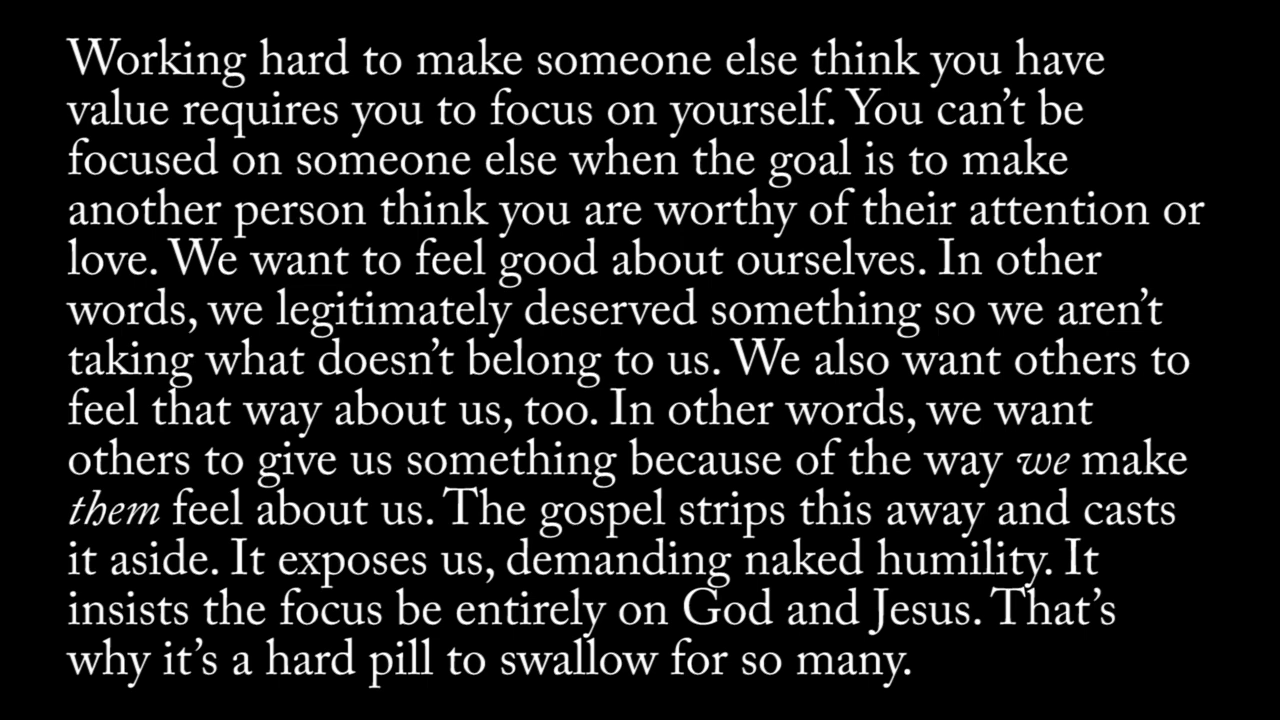 Working hard to make someone else think you have
value requires you to focus on yourself. You can’t be
focused on someone else when the goal is to make
another person think you are worthy of their attention or
love. We want to feel good about ourselves. In other
words, we legitimately deserved something so we aren’t
taking what doesn’t belong to us. We also want others to
feel that way about us, too. In other words, we want
others to give us something because of the way we make
them feel about us. The gospel strips this away and casts
it aside. It exposes us, demanding naked humility. It
insists the focus be entirely on God and Jesus. That’s
why it’s a hard pill to swallow for so many.